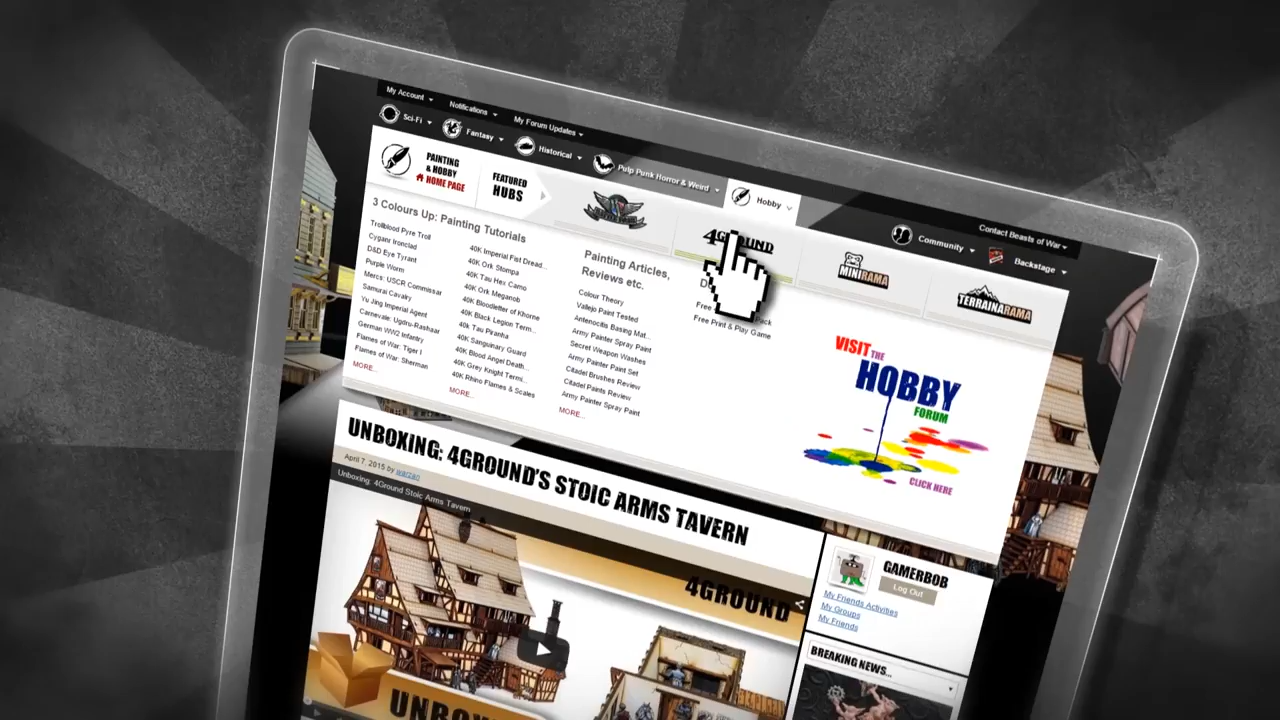 My Account
Notifications
My Forum Updates
Sci-Fi
Fantasy
Historical
Pulp Punk Horror & Weird
Hobby
Community
Contact Beasts of War
Backstage
PAINTING
& HOBBY
HOME PAGE
FEATURED
HUBS
4GROUND
MINIRAMA
TERRAINARAMA
3 Colours Up: Painting Tutorials
Trollblood Pyre Troll
Cyganr Ironclad
D&D Eye Tyrant
Purple Worm
Mercs: USCR Commissar
Samurai Cavalry
Yu Jing Imperial Agent
Carnevale: Ugdru-Rashaar
German WW2 Infantry
Flames of War: Tiger I
Flames of War: Sherman
MORE...
40K Imperial Fist Dread...
40K Ork Stompa
40K Tau Hex Camo
40K Ork Meganob
40K Bloodletter of Khorne
40K Black Legion Term...
40K Tau Piranha
40K Sanguinary Guard
40K Blood Angel Death...
40K Grey Knight Termi...
40K Rhino Flames & Scales
MORE...
Painting Articles,
Reviews etc.
Colour Theory
Vallejo Paint Tested
Antenocitis Basing Mat...
Army Painter Spray Paint
Secret Weapon Washes
Army Painter Paint Set
Citadel Brushes Review
Citadel Paints Review
Army Painter Spray Paint
MORE...
Free
Pack
Free Print & Play Game
VISIT THE
HOBBY
FORUM
CLICK HERE
UNBOXING: 4GROUND'S STOIC ARMS TAVERN
April 7, 2015 by warzan
Unboxing: 4Ground Stoic Arms Tavern
4GROUND
GAMERBOB
Log Out
My Friends Activities
My Groups
My Friends
BREAKING NEWS...